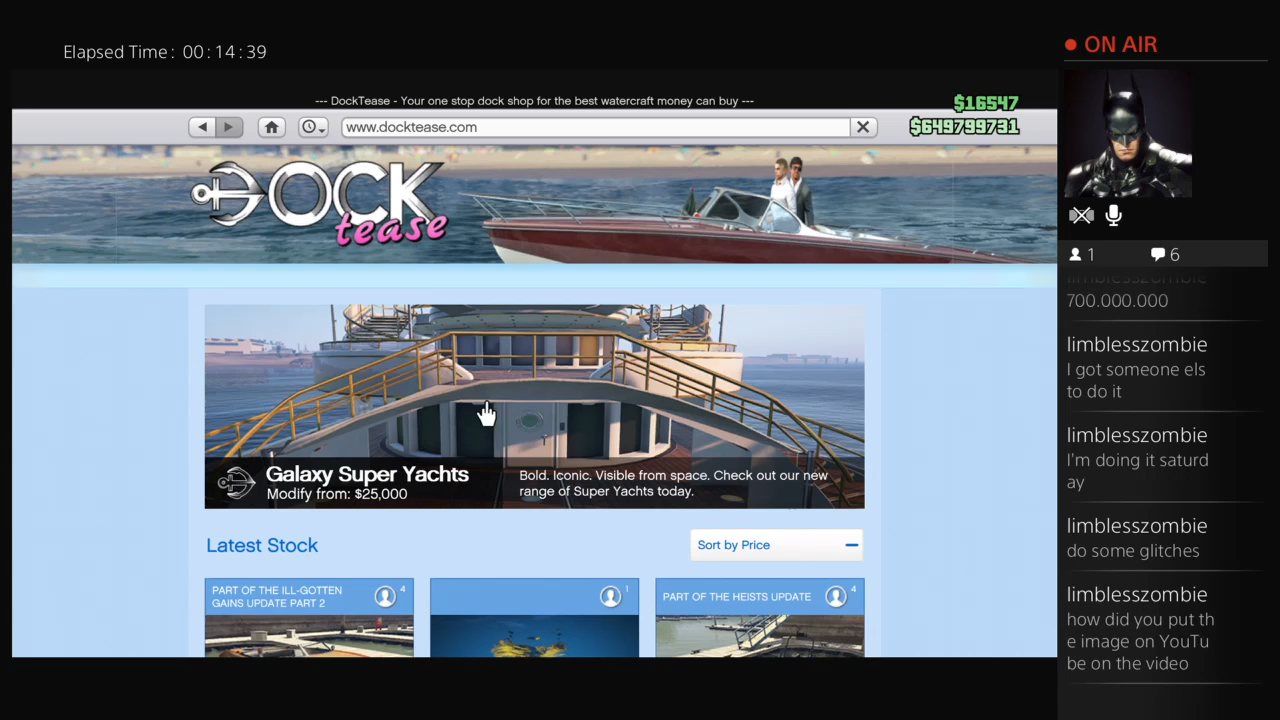 Elapsed Time: 00:14:39
ON AIR
--- DockTease - Your one stop dock shop for the best watercraft money can buy ---
$16547
$649799731
www.docktease.com
DOCK
tease
1
6
limblesszombie
700.000.000
limblesszombie
I got someone els
to do it
limblesszombie
I'm doing it saturd
ay
limblesszombie
do some glitches
limblesszombie
how did you put th
e image on YouTu
be on the video
Galaxy Super Yachts
Modify from: $25,000
Bold. Iconic. Visible from space. Check out our new
range of Super Yachts today.
Latest Stock
Sort by Price
PART OF THE ILL-GOTTEN
GAINS UPDATE PART 2
4
1
PART OF THE HEISTS UPDATE
4